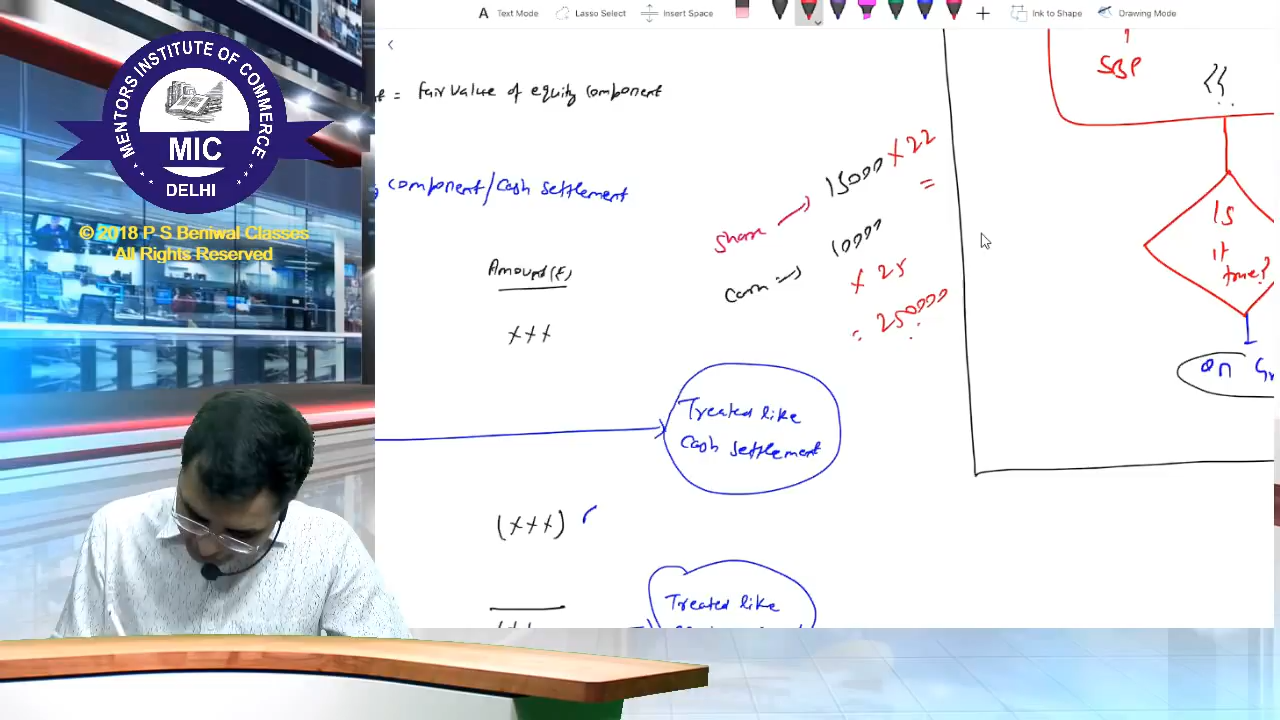 MENTORS INSTITUTE OF COMMERCE
MIC
DELHI
© 2018 P S Beniwal Classes
All Rights Reserved
Text Mode
Lasso Select
Insert Space
Ink to Shape
Drawing Mode
= Fair value of equity component
component/Cash settlement
Amount(₹)
+++
Share → 15000 × 22
=
Cash → 10000
× 25
= 250000
Treated like
Cash settlement
(+++)
Treated like
SBP
Is
it
true?
on